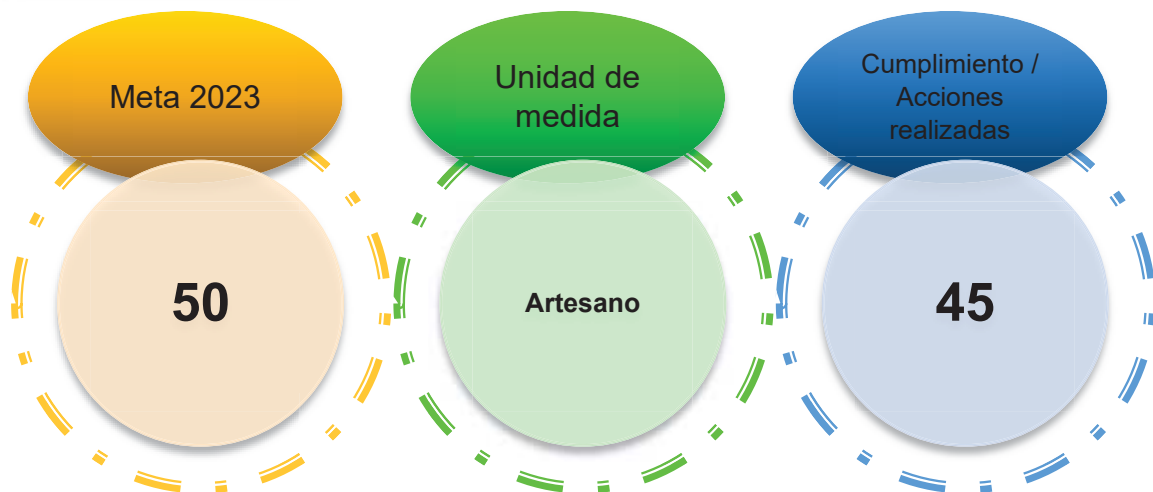 Meta 2023
Unidad de
medida
Cumplimiento /
Acciones
realizadas
50
Artesano
45